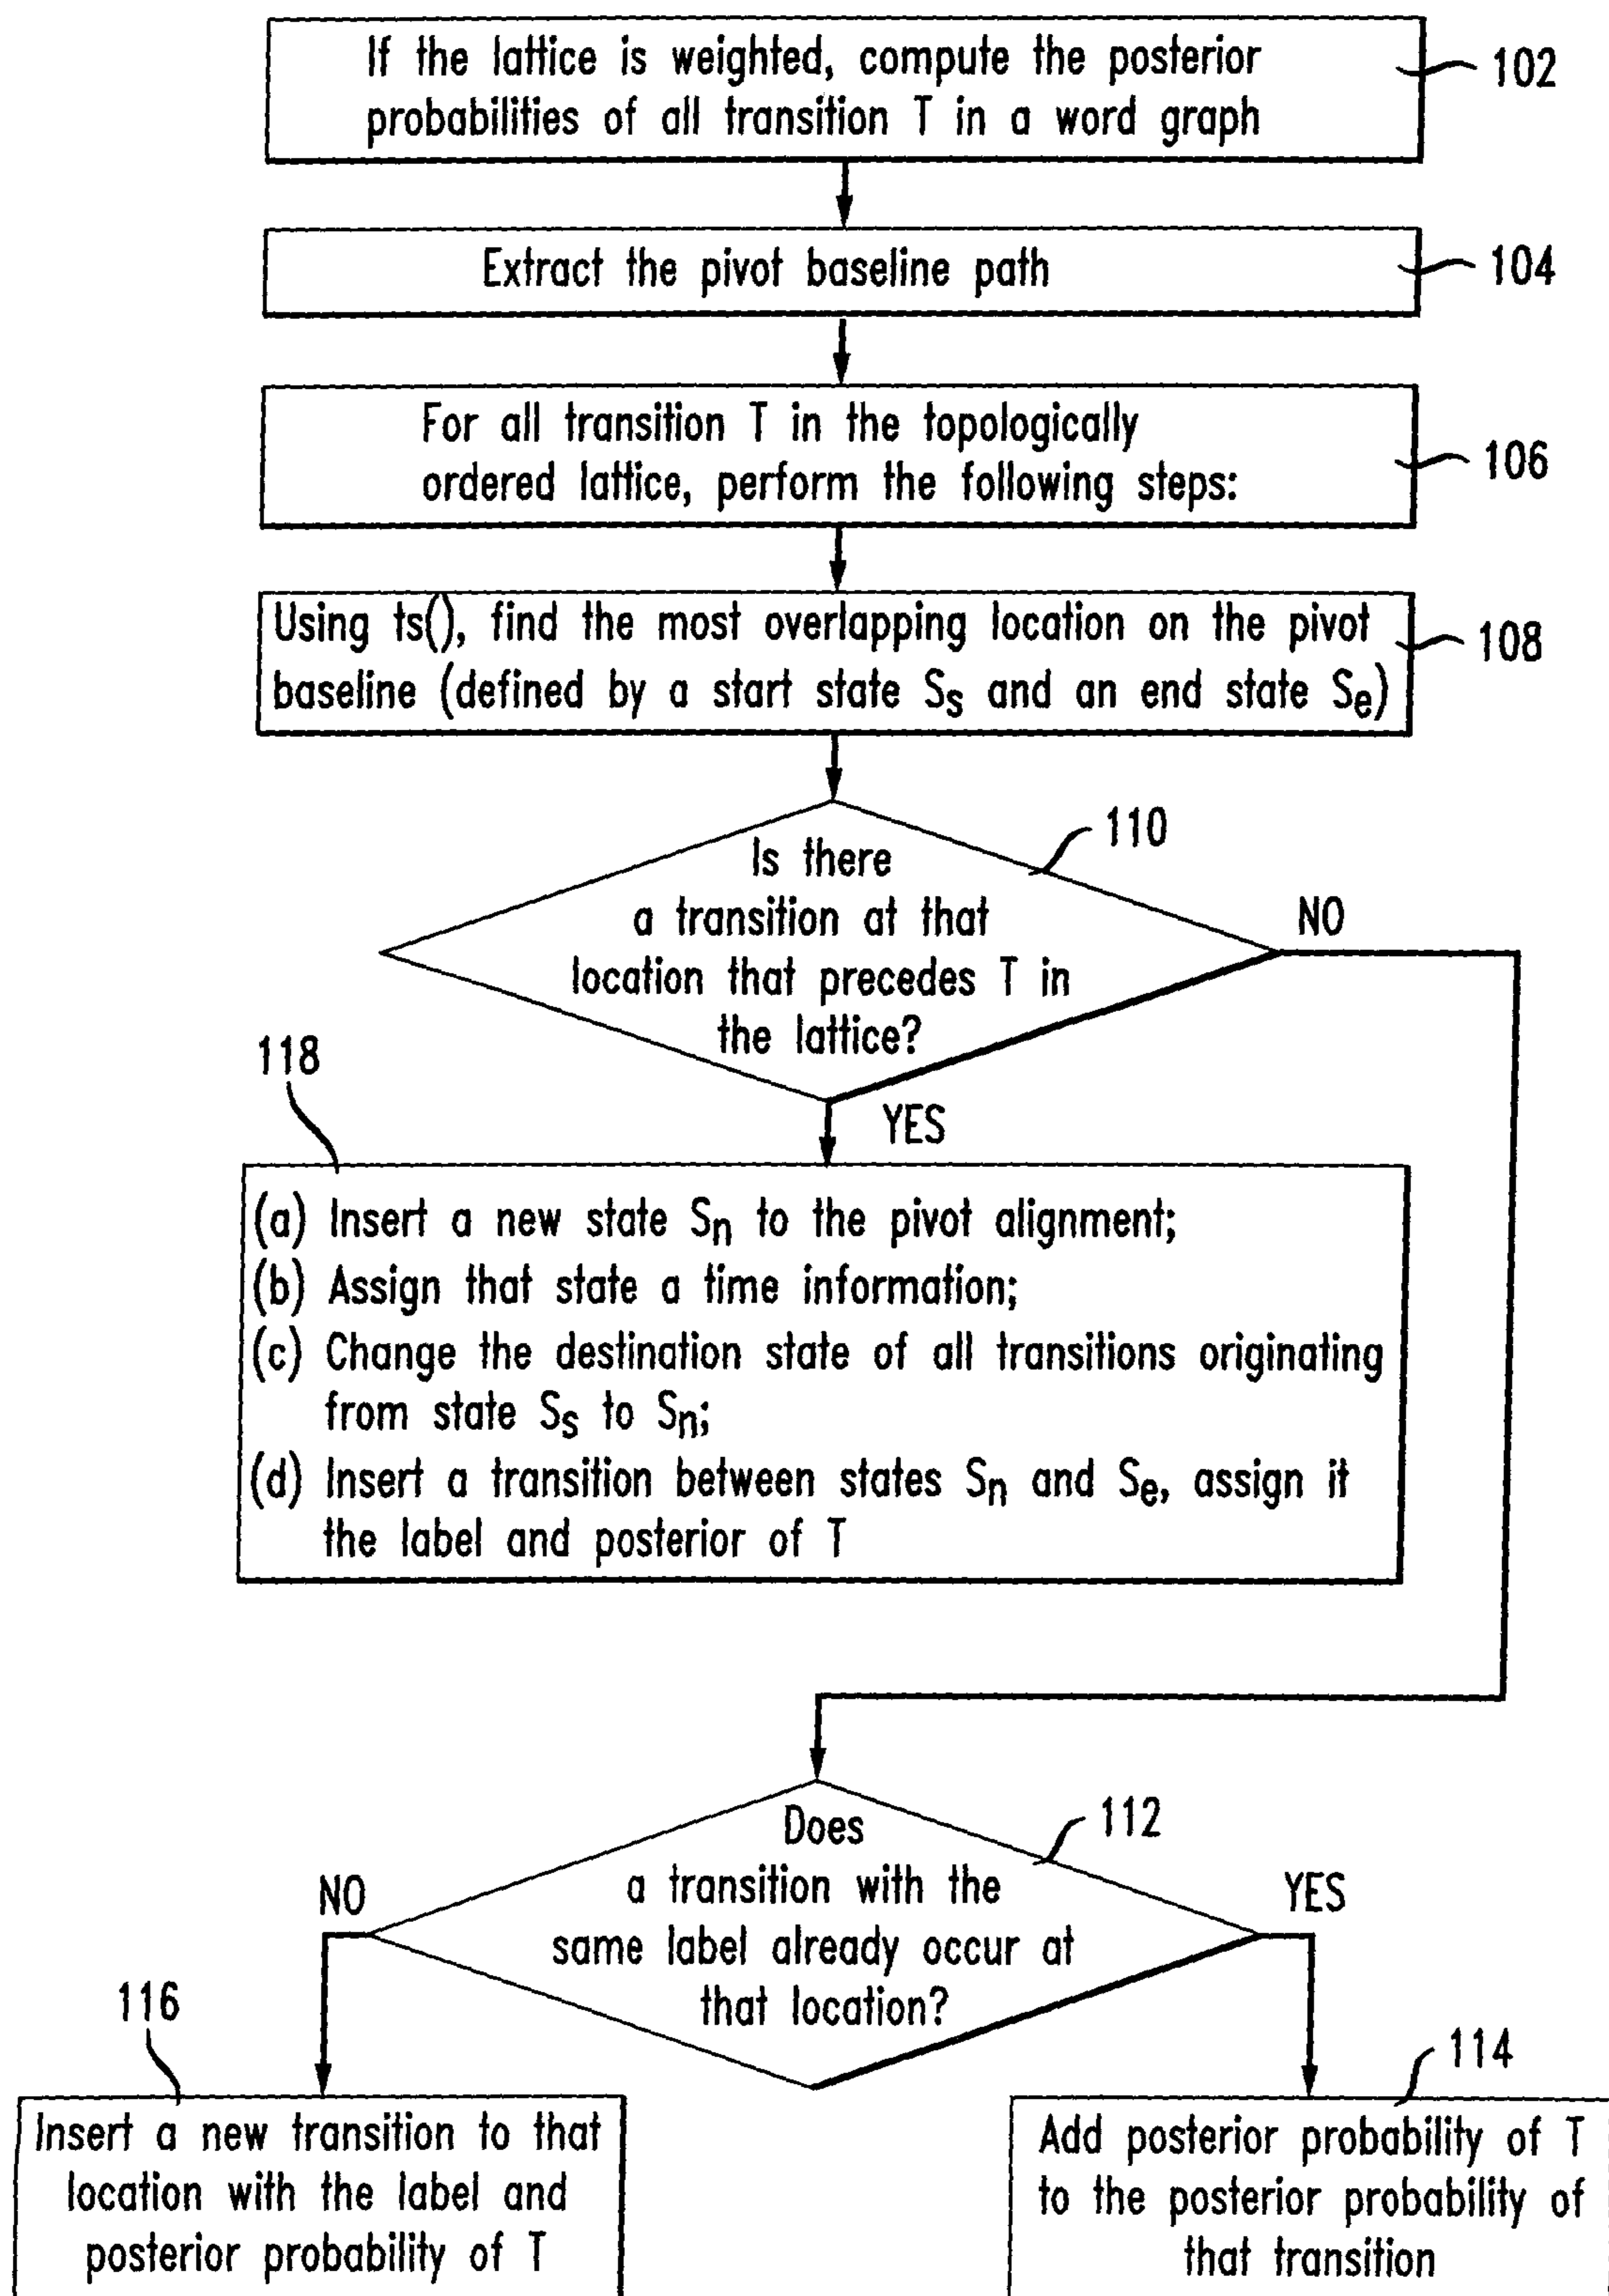 If the lattice is weighted, compute the posterior
probabilities of all transition T in a word graph
102
Extract the pivot baseline path
104
For all transition T in the topologically
ordered lattice, perform the following steps:
106
Using ts(), find the most overlapping location on the pivot
baseline (defined by a start state Ss and an end state Se)
108
110
Is there
a transition at that
location that precedes T in
the lattice?
NO
YES
118
(a) Insert a new state Sn to the pivot alignment;
(b) Assign that state a time information;
(c) Change the destination state of all transitions originating
from state Ss to Sn;
(d) Insert a transition between states Sn and Se, assign it
the label and posterior of T
112
Does
a transition with the
same label already occur at
that location?
NO
YES
116
Insert a new transition to that
location with the label and
posterior probability of T
114
Add posterior probability of T
to the posterior probability of
that transition